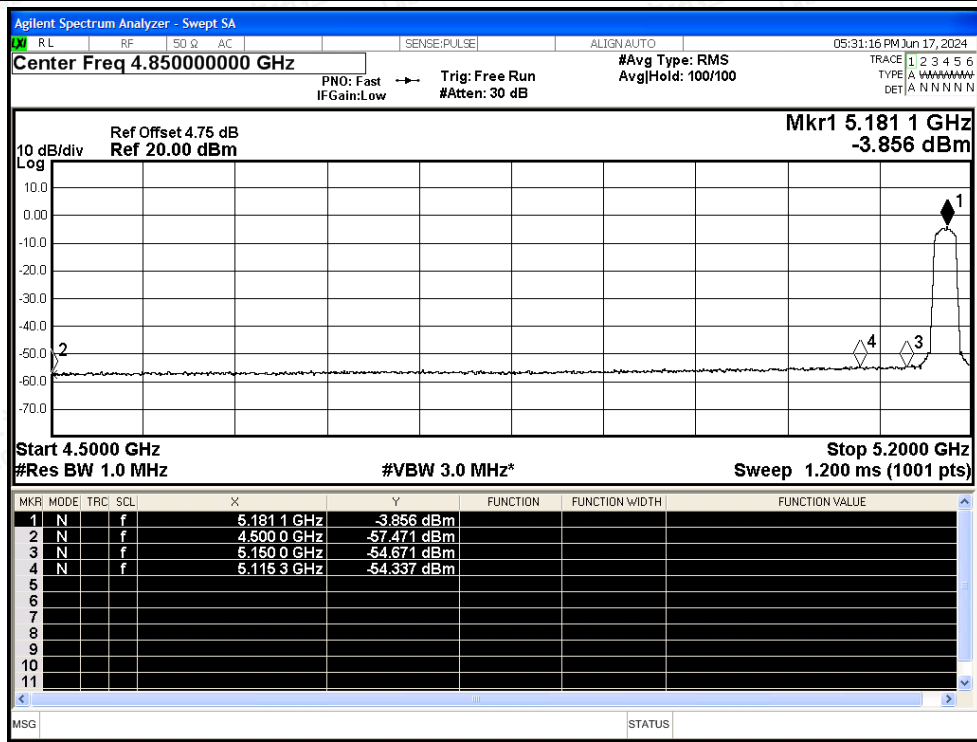 Agilent Spectrum Analyzer - Swept SA
LXI RL RF 50 Ω AC SENSE:PULSE ALIGN AUTO 05:31:16 PM Jun 17, 2024
Center Freq 4.850000000 GHz #Avg Type: RMS TRACE 1 2 3 4 5 6
PNO: Fast Trig: Free Run Avg|Hold: 100/100 TYPE A WWWWW
IFGain:Low #Atten: 30 dB DET A N N N N N
Mkr1 5.181 1 GHz
Ref Offset 4.75 dB
10 dB/div Ref 20.00 dBm -3.856 dBm
Log
10.0
1
0.00
-10.0
-20.0
-30.0
-40.0
4 3
-50.0 2
-60.0
-70.0
Start 4.5000 GHz Stop 5.2000 GHz
#Res BW 1.0 MHz #VBW 3.0 MHz* Sweep 1.200 ms (1001 pts)
MKR MODE TRC SCL X Y FUNCTION FUNCTION WIDTH FUNCTION VALUE
1 N f 5.181 1 GHz -3.856 dBm
2 N f 4.500 0 GHz -57.471 dBm
3 N f 5.150 0 GHz -54.671 dBm
4 N f 5.115 3 GHz -54.337 dBm
5
6
7
8
9
10
11
MSG STATUS